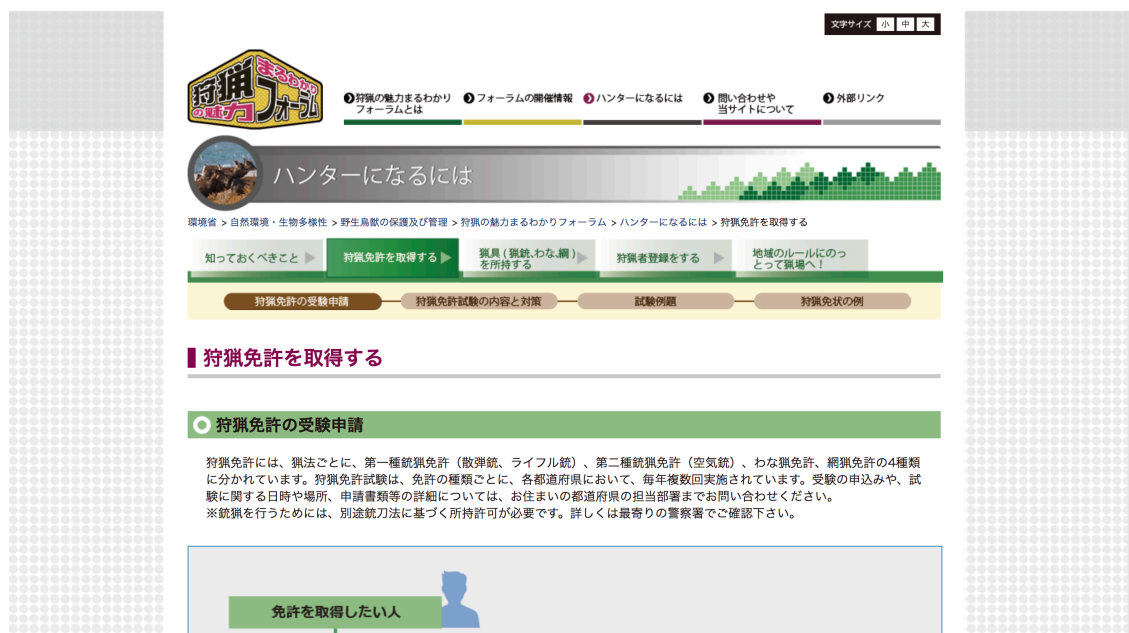 文字サイズ 小 中 大
狩猟の魅力まるわかりフォーラム
狩猟の魅力まるわかり
フォーラムとは
フォーラムの開催情報
ハンターになるには
問い合わせや
当サイトについて
外部リンク
ハンターになるには
環境省 > 自然環境・生物多様性 > 野生鳥獣の保護及び管理 > 狩猟の魅力まるわかりフォーラム > ハンターになるには > 狩猟免許を取得する
知っておくべきこと
狩猟免許を取得する
猟具(猟銃、わな、網)
を所持する
狩猟者登録をする
地域のルールにのっ
とって猟場へ!
狩猟免許の受験申請
狩猟免許試験の内容と対策
試験例題
狩猟免状の例
狩猟免許を取得する
狩猟免許の受験申請
狩猟免許には、猟法ごとに、第一種銃猟免許（散弾銃、ライフル銃）、第二種銃猟免許（空気銃）、わな猟免許、網猟免許の4種類
に分かれています。狩猟免許試験は、免許の種類ごとに、各都道府県において、毎年複数回実施されています。受験の申込みや、試
験に関する日時や場所、申請書類等の詳細については、お住まいの都道府県の担当部署までお問い合わせください。
※銃猟を行うためには、別途銃刀法に基づく所持許可が必要です。詳しくは最寄りの警察署でご確認下さい。
免許を取得したい人